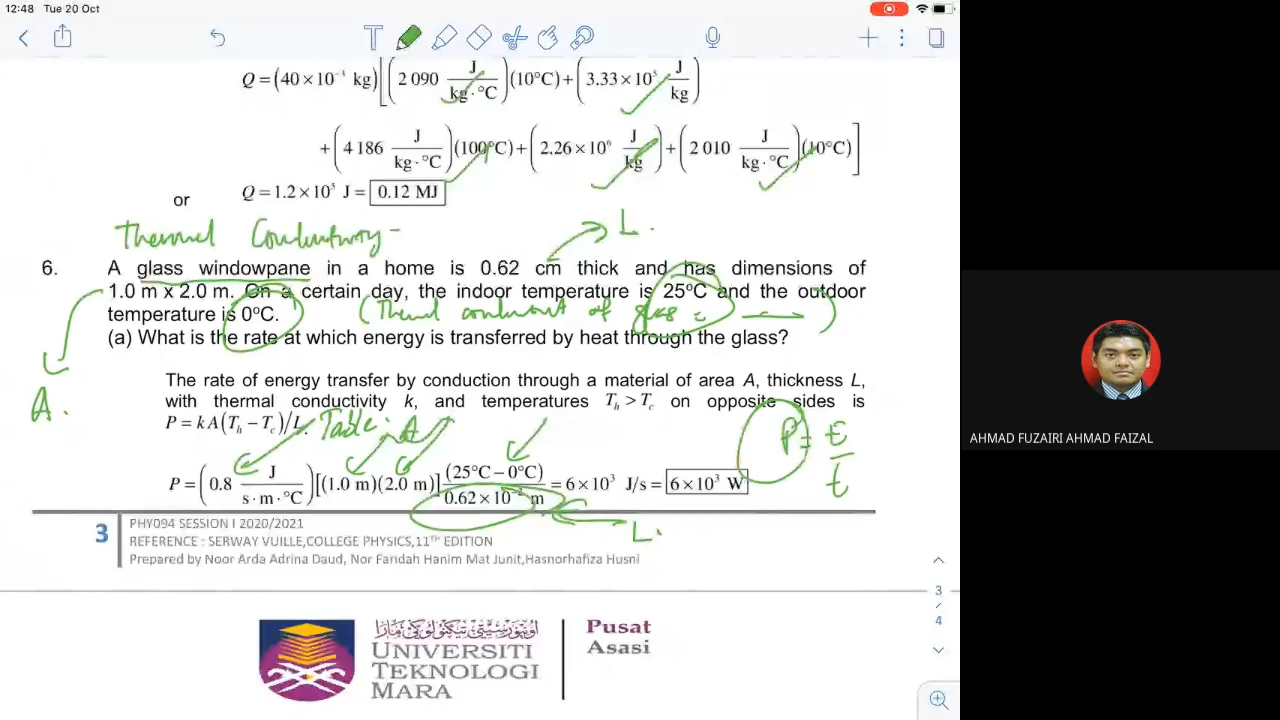 12:48 Tue 20 Oct
Q = (40 × 10⁻³ kg)[(2 090 J/kg·°C)(10°C) + (3.33 × 10⁵ J/kg)
+ (4 186 J/kg·°C)(100°C) + (2.26 × 10⁶ J/kg) + (2 010 J/kg·°C)(10°C)]
or Q = 1.2 × 10⁵ J = 0.12 MJ
L.
6. A glass windowpane in a home is 0.62 cm thick and has dimensions of
1.0 m x 2.0 m. On a certain day, the indoor temperature is 25°C and the outdoor
temperature is 0°C.
(a) What is the rate at which energy is transferred by heat through the glass?
A.
The rate of energy transfer by conduction through a material of area A, thickness L,
with thermal conductivity k, and temperatures Th > Tc on opposite sides is
P = kA(Th − Tc)/L.
Table. A
P = E/t
P = (0.8 J/s·m·°C)[(1.0 m)(2.0 m)](25°C − 0°C)/0.62 × 10⁻² m = 6 × 10³ J/s = 6 × 10³ W
L.
3
PHY094 SESSION I 2020/2021
REFERENCE : SERWAY VUILLE,COLLEGE PHYSICS,11TH EDITION
Prepared by Noor Arda Adrina Daud, Nor Faridah Hanim Mat Junit,Hasnorhafiza Husni
3
/
4
UNIVERSITI
TEKNOLOGI
MARA
Pusat
Asasi
AHMAD FUZAIRI AHMAD FAIZAL